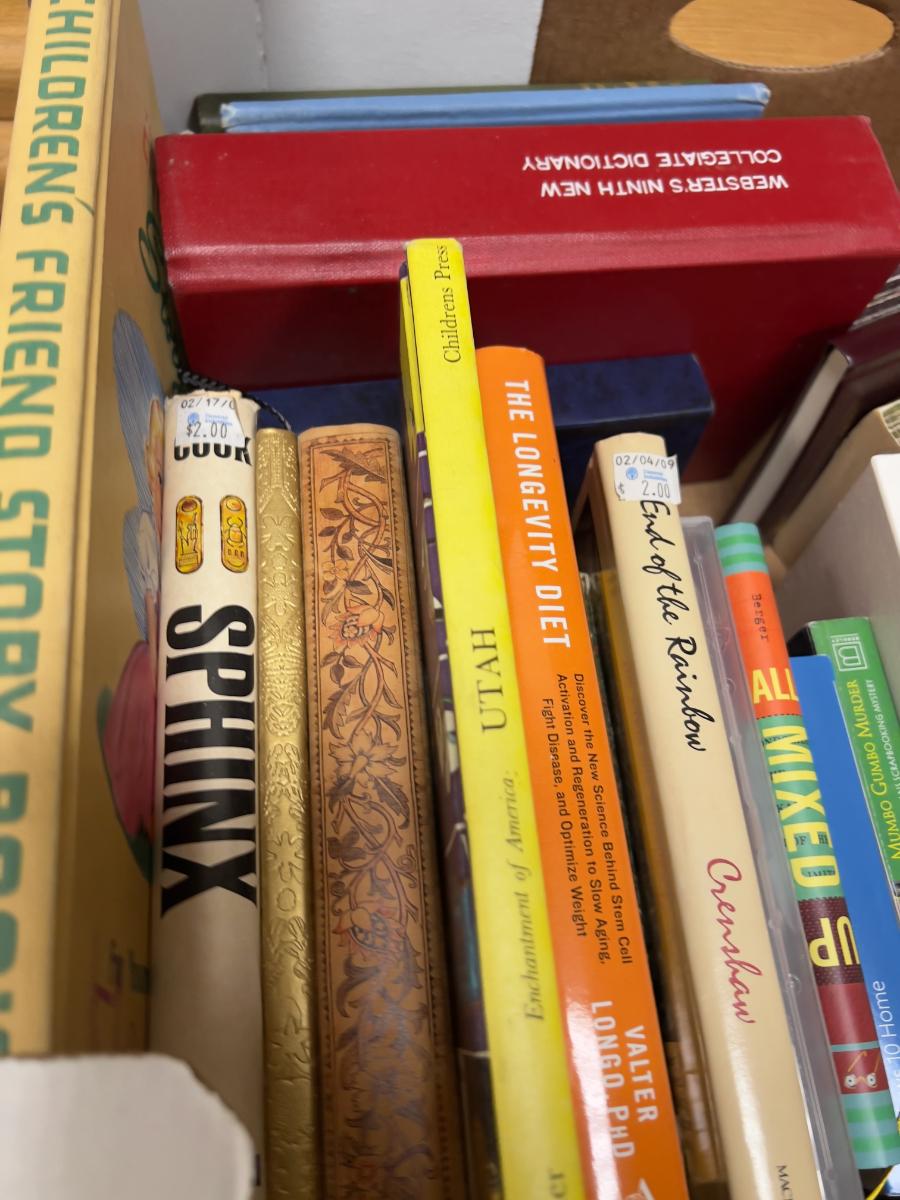 CHILDRENS FRIEND STORY
02/17/0
$2.00
COOK
SPHINX
WEBSTER'S NINTH NEW
COLLEGIATE DICTIONARY
Childrens Press
UTAH
Enchantment of America:
THE LONGEVITY DIET
Discover the New Science Behind Stem Cell
Activation and Regeneration to Slow Aging,
Fight Disease, and Optimize Weight
VALTER
LONGO, PHD
02/04/09
$ 2.00
End of the Rainbow
Crenshaw
Berger
ALL
MIXED
UP
MUMBO GUMBO MURDER
SCRAPBOOKING MYSTERY
10 Home